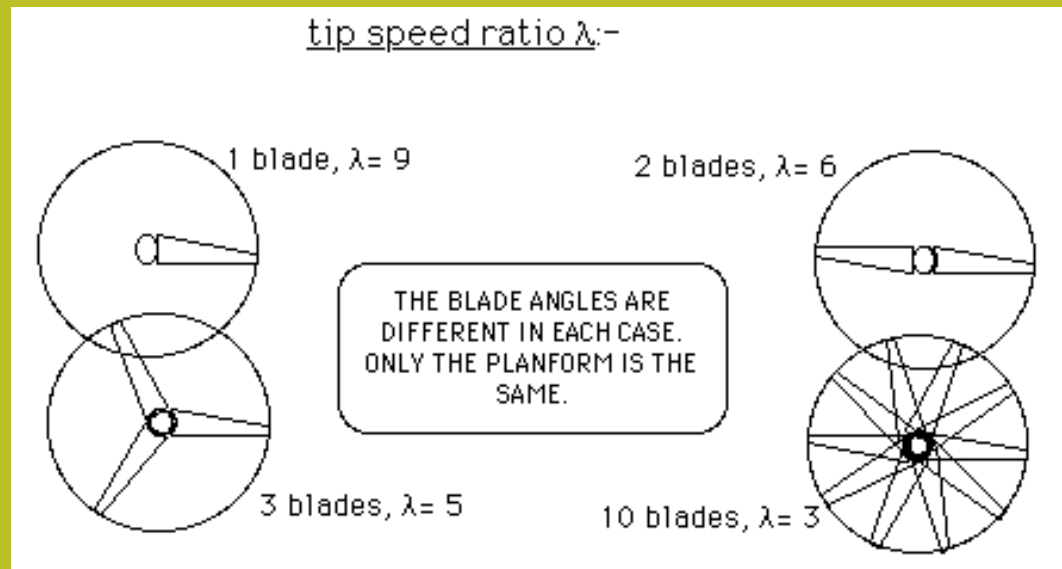 tip speed ratio λ:-
1 blade, λ= 9
2 blades, λ= 6
THE BLADE ANGLES ARE
DIFFERENT IN EACH CASE.
ONLY THE PLANFORM IS THE
SAME.
3 blades, λ= 5
10 blades, λ= 3